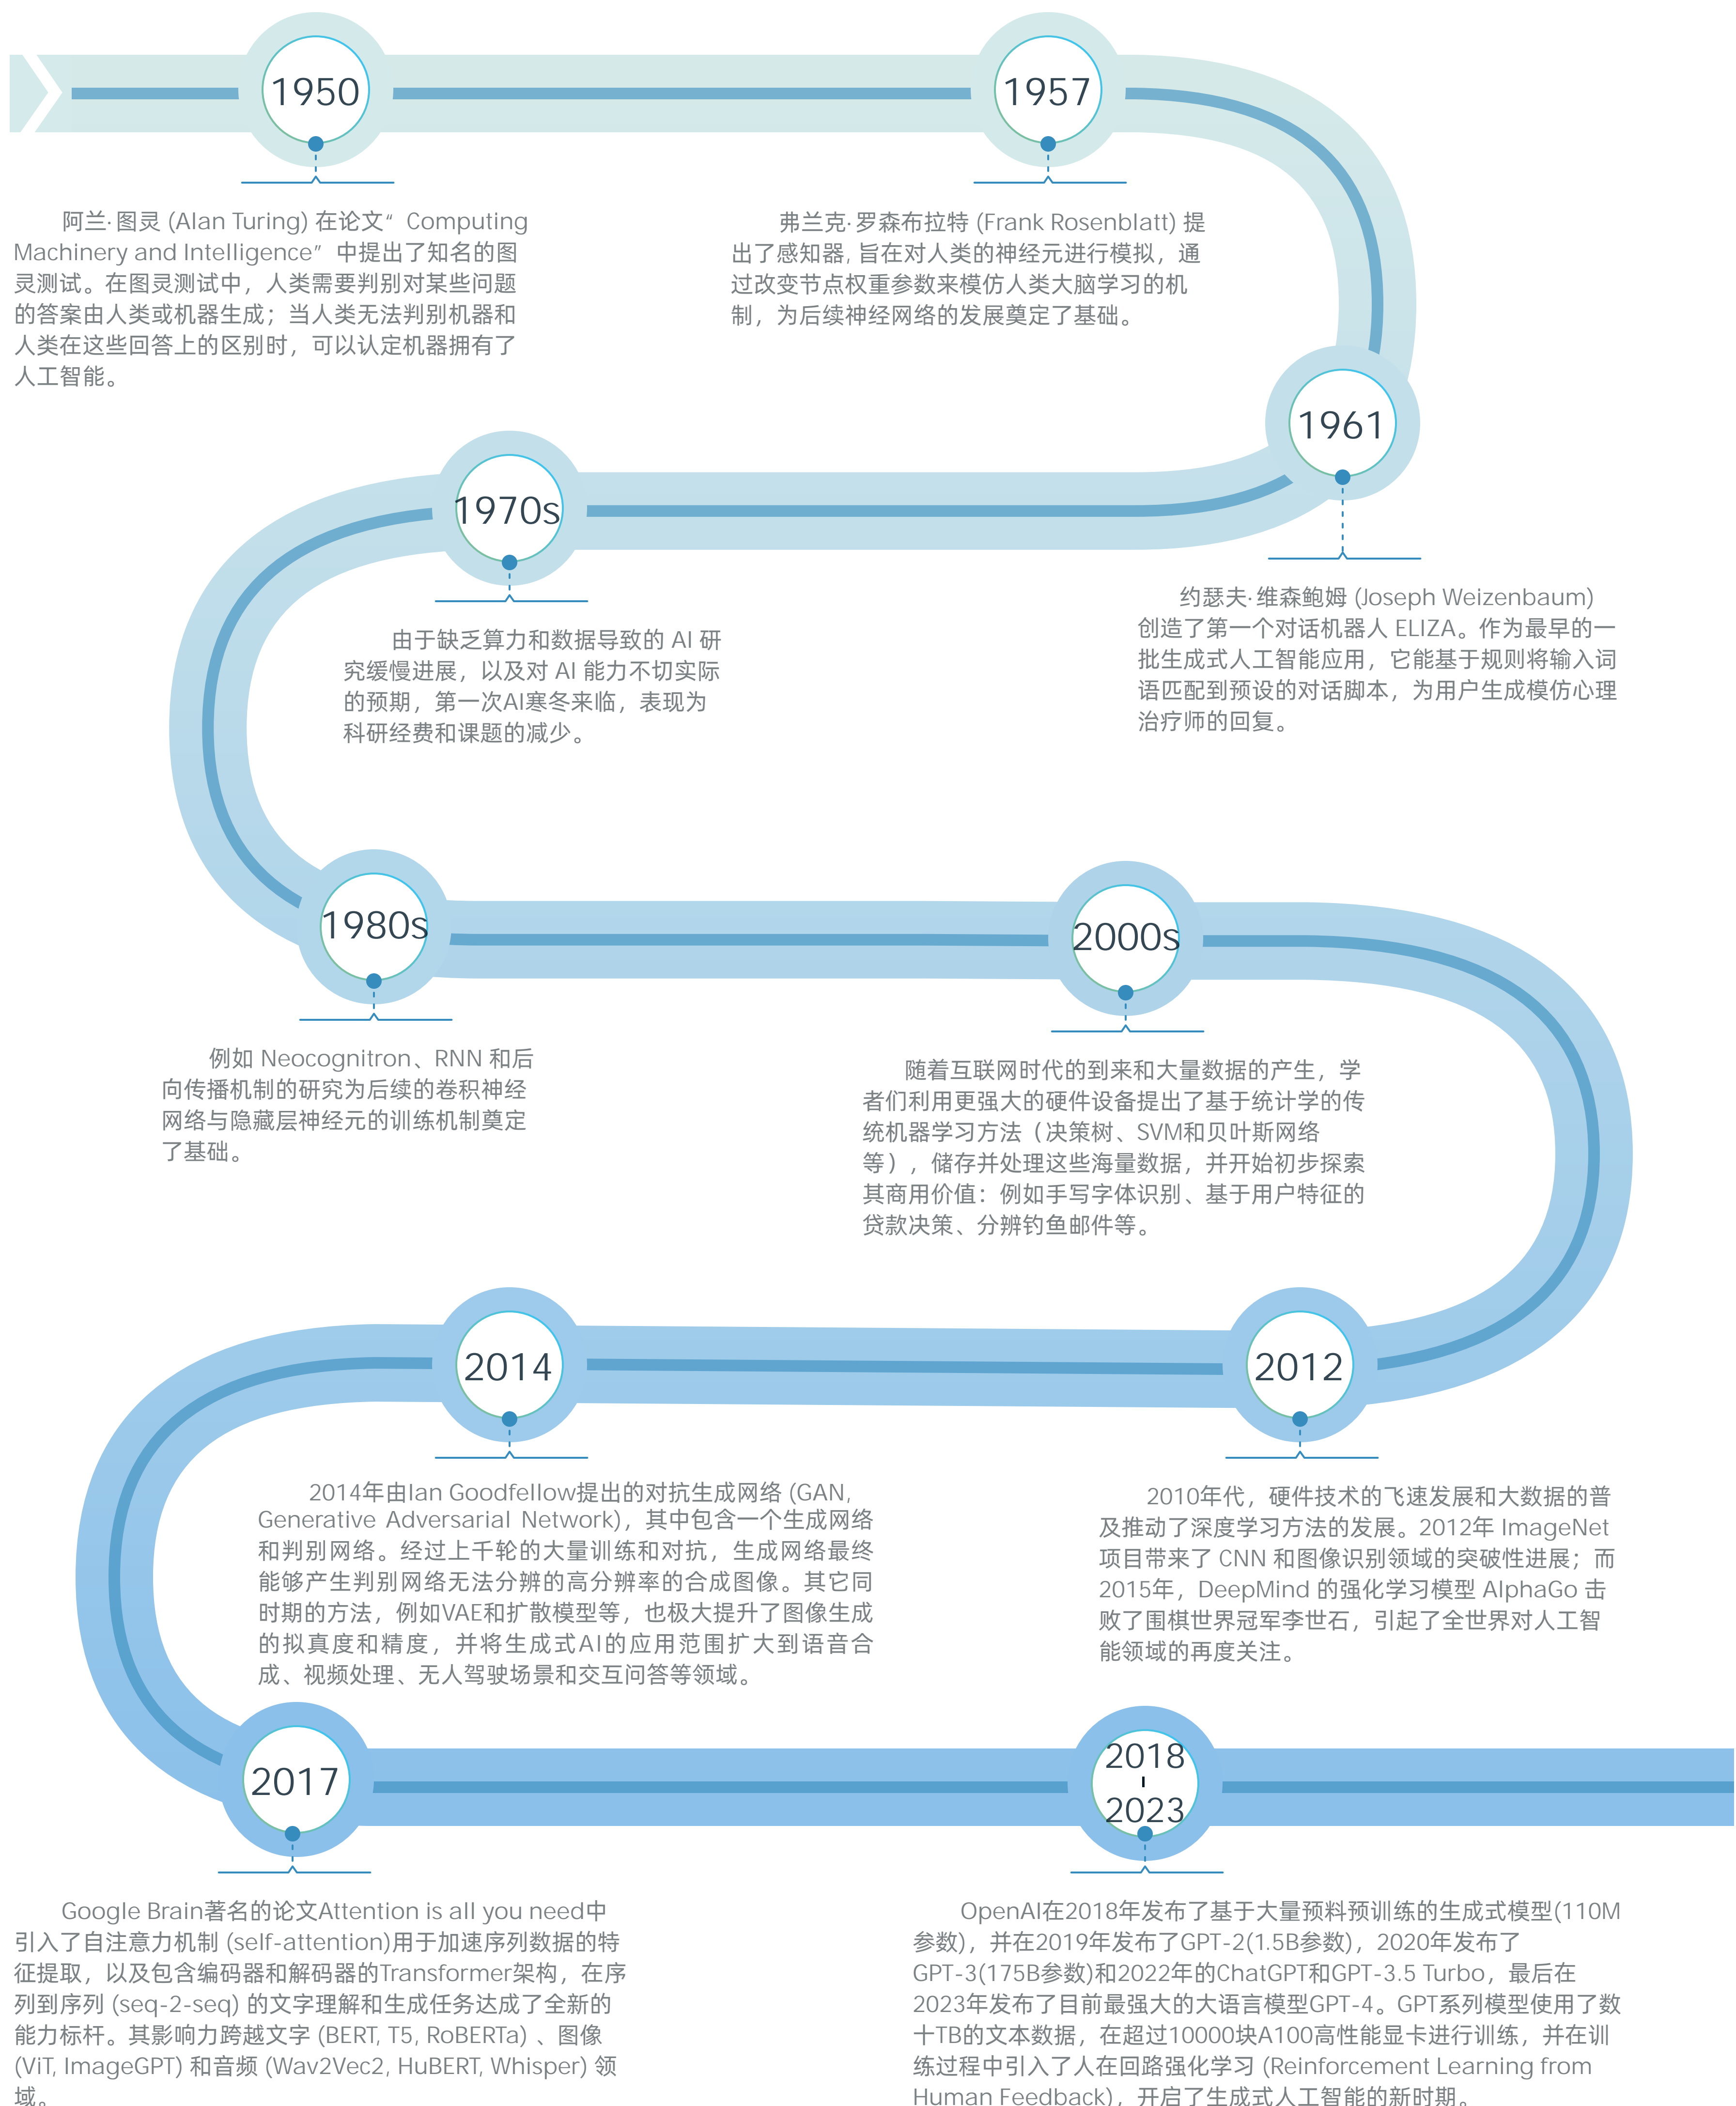 1950
1957
阿兰·图灵 (Alan Turing) 在论文“ Computing
Machinery and Intelligence” 中提出了知名的图
灵测试。在图灵测试中，人类需要判别对某些问题
的答案由人类或机器生成；当人类无法判别机器和
人类在这些回答上的区别时，可以认定机器拥有了
人工智能。
弗兰克·罗森布拉特 (Frank Rosenblatt) 提
出了感知器, 旨在对人类的神经元进行模拟，通
过改变节点权重参数来模仿人类大脑学习的机
制，为后续神经网络的发展奠定了基础。
1961
约瑟夫·维森鲍姆 (Joseph Weizenbaum)
创造了第一个对话机器人 ELIZA。作为最早的一
批生成式人工智能应用，它能基于规则将输入词
语匹配到预设的对话脚本，为用户生成模仿心理
治疗师的回复。
1970s
由于缺乏算力和数据导致的 AI 研
究缓慢进展，以及对 AI 能力不切实际
的预期，第一次AI寒冬来临，表现为
科研经费和课题的减少。
1980s
例如 Neocognitron、RNN 和后
向传播机制的研究为后续的卷积神经
网络与隐藏层神经元的训练机制奠定
了基础。
2000s
随着互联网时代的到来和大量数据的产生，学
者们利用更强大的硬件设备提出了基于统计学的传
统机器学习方法（决策树、SVM和贝叶斯网络
等），储存并处理这些海量数据，并开始初步探索
其商用价值：例如手写字体识别、基于用户特征的
贷款决策、分辨钓鱼邮件等。
2012
2010年代，硬件技术的飞速发展和大数据的普
及推动了深度学习方法的发展。2012年 ImageNet
项目带来了 CNN 和图像识别领域的突破性进展；而
2015年，DeepMind 的强化学习模型 AlphaGo 击
败了围棋世界冠军李世石，引起了全世界对人工智
能领域的再度关注。
2014
2014年由Ian Goodfellow提出的对抗生成网络 (GAN,
Generative Adversarial Network)，其中包含一个生成网络
和判别网络。经过上千轮的大量训练和对抗，生成网络最终
能够产生判别网络无法分辨的高分辨率的合成图像。其它同
时期的方法，例如VAE和扩散模型等，也极大提升了图像生成
的拟真度和精度，并将生成式AI的应用范围扩大到语音合
成、视频处理、无人驾驶场景和交互问答等领域。
2017
Google Brain著名的论文Attention is all you need中
引入了自注意力机制 (self-attention)用于加速序列数据的特
征提取，以及包含编码器和解码器的Transformer架构，在序
列到序列 (seq-2-seq) 的文字理解和生成任务达成了全新的
能力标杆。其影响力跨越文字 (BERT, T5, RoBERTa) 、图像
(ViT, ImageGPT) 和音频 (Wav2Vec2, HuBERT, Whisper) 领
域。
2018
-
2023
OpenAI在2018年发布了基于大量预料预训练的生成式模型(110M
参数)，并在2019年发布了GPT-2(1.5B参数)，2020年发布了
GPT-3(175B参数)和2022年的ChatGPT和GPT-3.5 Turbo，最后在
2023年发布了目前最强大的大语言模型GPT-4。GPT系列模型使用了数
十TB的文本数据，在超过10000块A100高性能显卡进行训练，并在训
练过程中引入了人在回路强化学习 (Reinforcement Learning from
Human Feedback)，开启了生成式人工智能的新时期。